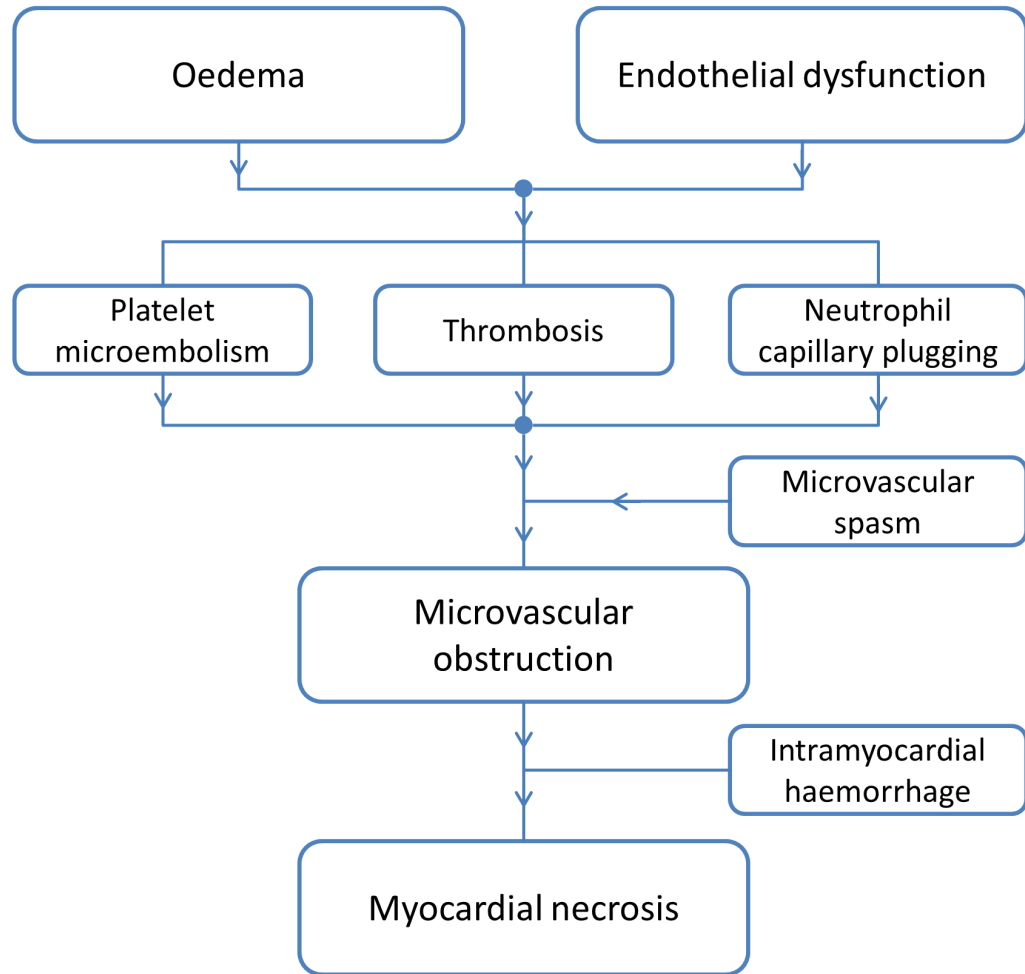 Oedema
Endothelial dysfunction
Platelet
microembolism
Thrombosis
Neutrophil
capillary plugging
Microvascular
spasm
Microvascular
obstruction
Intramyocardial
haemorrhage
Myocardial necrosis